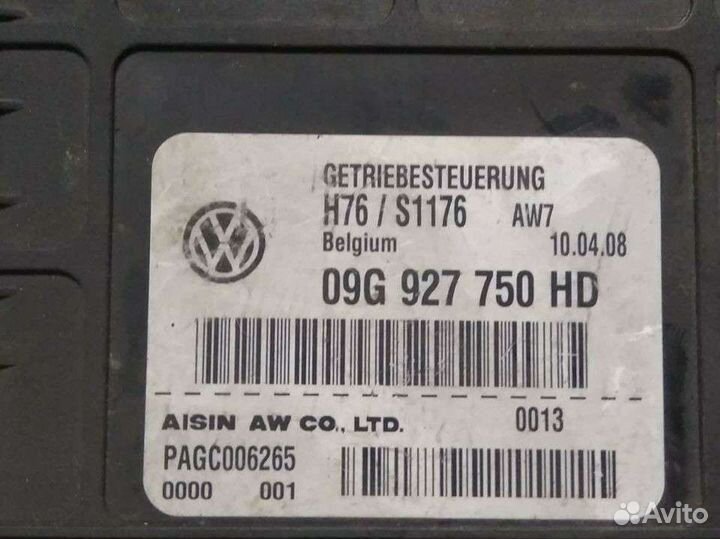 GETRIEBESTEUERUNG
H76 / S1176 AW7
Belgium 10.04.08
09G 927 750 HD
AISIN AW CO., LTD. 0013
PAGC006265
0000 001
Avito